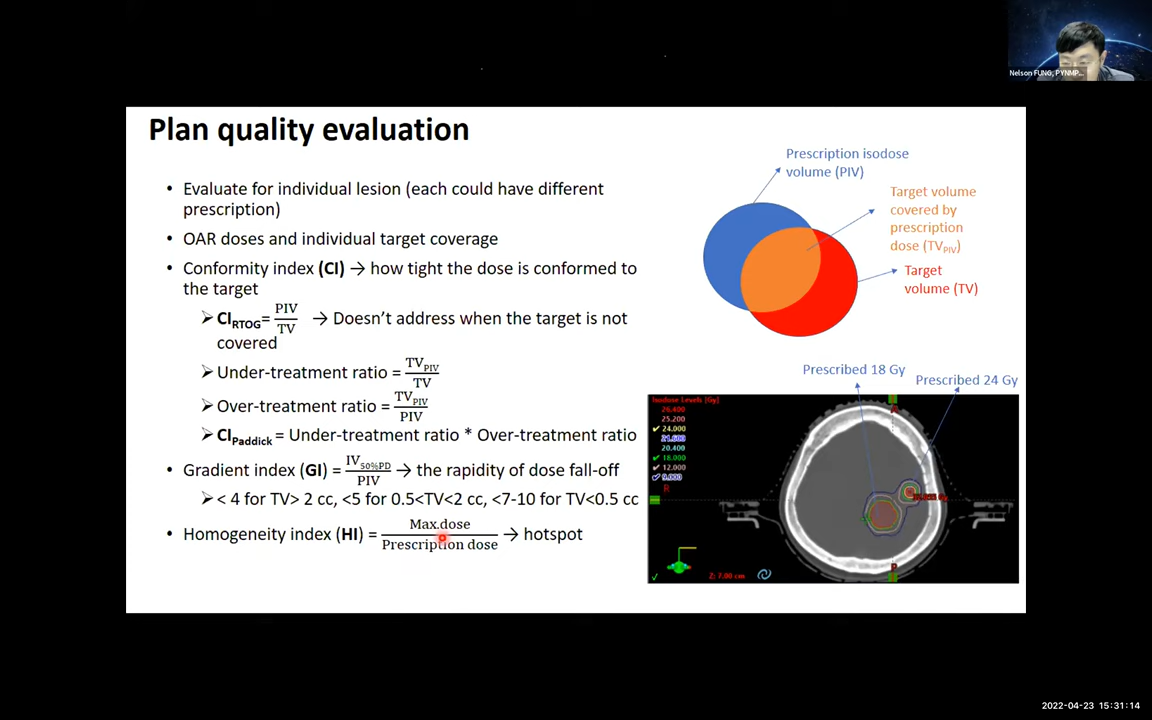 Nelson FUNG, PYNMP...
Plan quality evaluation
• Evaluate for individual lesion (each could have different
prescription)
• OAR doses and individual target coverage
• Conformity index (CI) → how tight the dose is conformed to
the target
➢ CI_RTOG = PIV/TV → Doesn't address when the target is not
covered
➢ Under-treatment ratio = TV_PIV/TV
➢ Over-treatment ratio = TV_PIV/PIV
➢ CI_Paddick = Under-treatment ratio * Over-treatment ratio
• Gradient index (GI) = IV_50%PD/PIV → the rapidity of dose fall-off
➢ < 4 for TV> 2 cc, <5 for 0.5<TV<2 cc, <7-10 for TV<0.5 cc
• Homogeneity index (HI) = Max.dose/Prescription dose → hotspot
Prescription isodose
volume (PIV)
Target volume
covered by
prescription
dose (TV_PIV)
Target
volume (TV)
Prescribed 18 Gy
Prescribed 24 Gy
Isodose Levels [Gy]
26.400
25.200
24.000
21.600
20.400
18.000
12.000
9.000
R
Z: 7.00 cm
2022-04-23 15:31:14